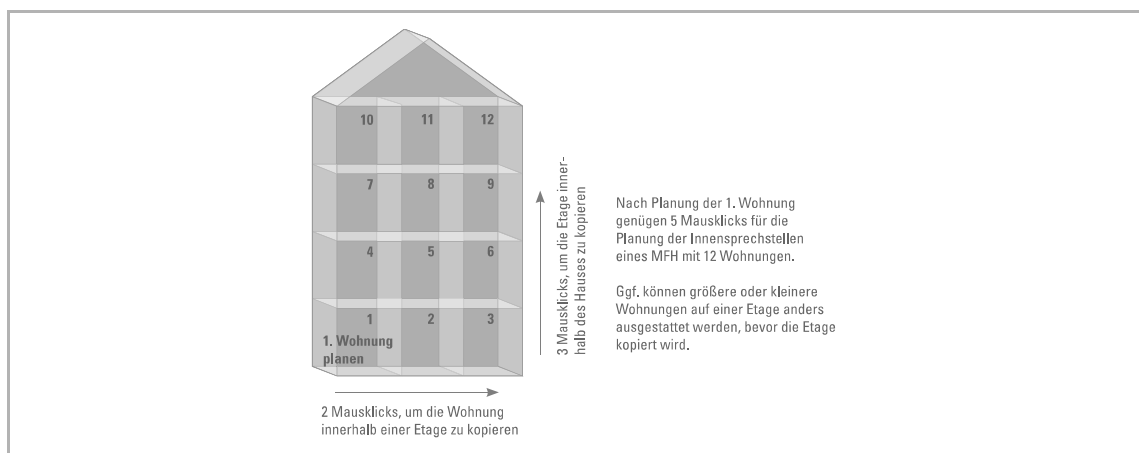 10 11 12
7 8 9
4 5 6
1 2 3
1. Wohnung
planen
2 Mausklicks, um die Wohnung
innerhalb einer Etage zu kopieren
3 Mausklicks, um die Etage inner-
halb des Hauses zu kopieren
Nach Planung der 1. Wohnung
genügen 5 Mausklicks für die
Planung der Innensprechstellen
eines MFH mit 12 Wohnungen.
Ggf. können größere oder kleinere
Wohnungen auf einer Etage anders
ausgestattet werden, bevor die Etage
kopiert wird.